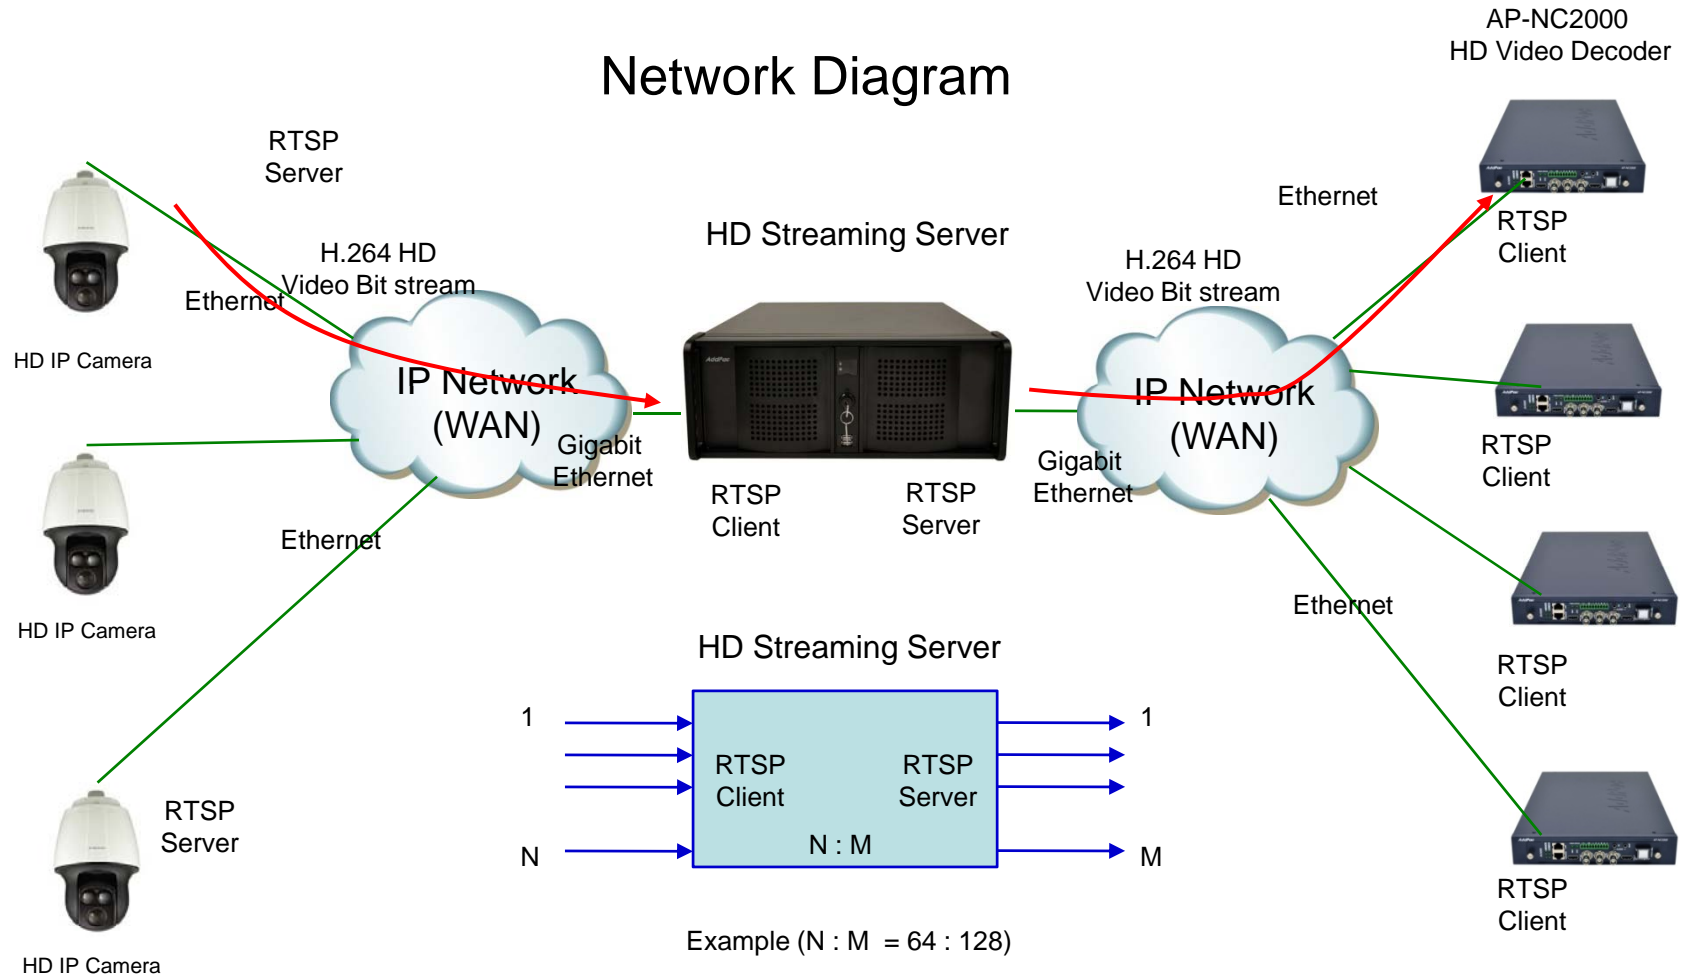 AP-NC2000
HD Video Decoder
Network Diagram
RTSP
Server
Ethernet
RTSP
Client
HD Streaming Server
H.264 HD
Video Bit stream
H.264 HD
Video Bit stream
Ethernet
HD IP Camera
AddPac
IP Network
(WAN)
IP Network
(WAN)
Gigabit
Ethernet
Gigabit
Ethernet
RTSP
Client
RTSP
Client
RTSP
Server
Ethernet
Ethernet
HD IP Camera
HD Streaming Server
RTSP
Client
1
1
RTSP
Client
RTSP
Server
RTSP
Server
N : M
N
M
RTSP
Client
Example (N : M = 64 : 128)
HD IP Camera